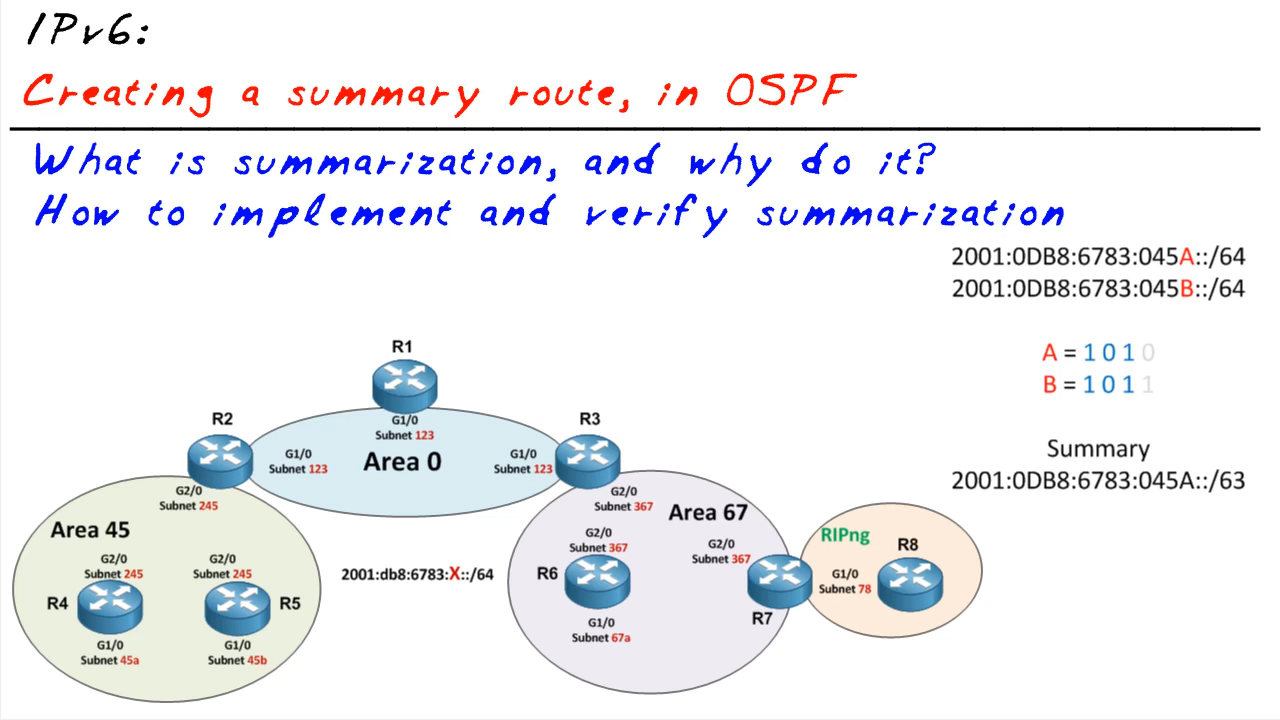 IPv6:
Creating a summary route, in OSPF
What is summarization, and why do it?
How to implement and verify summarization
2001:0DB8:6783:045A::/64
2001:0DB8:6783:045B::/64
A = 1 0 1 0
B = 1 0 1 1
Summary
2001:0DB8:6783:045A::/63
R1
G1/0
Subnet 123
Area 0
R2
G1/0
Subnet 123
G2/0
Subnet 245
R3
G1/0
Subnet 123
G2/0
Subnet 367
Area 45
G2/0
Subnet 245
R4
G1/0
Subnet 45a
G2/0
Subnet 245
R5
G1/0
Subnet 45b
2001:db8:6783:X::/64
Area 67
G2/0
Subnet 367
R6
G1/0
Subnet 67a
G2/0
Subnet 367
R7
RIPng
R8
G1/0
Subnet 78